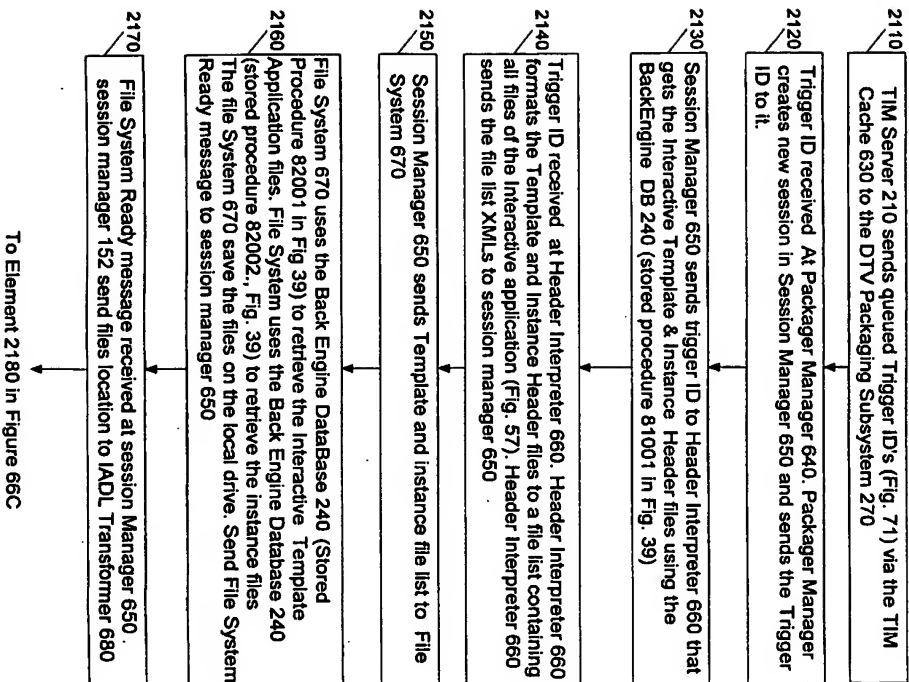 2110
TIM Server 210 sends queued Trigger ID's (Fig. 71) via the TIM
Cache 630 to the DTV Packaging Subsystem 270
2120
Trigger ID received At Packager Manager 640. Packager Manager
creates new session in Session Manager 650 and sends the Trigger
ID to it.
2130
Session Manager 650 sends trigger ID to Header Interpreter 660 that
gets the Interactive Template & Instance Header files using the
BackEngine DB 240 (stored procedure 81001 in Fig. 39)
2140
Trigger ID received at Header Interpreter 660. Header Interpreter 660
formats the Template and Instance Header files to a file list containing
all files of the Interactive application (Fig. 57). Header Interpreter 660
sends the file list XMLs to session manager 650
2150
Session Manager 650 sends Template and instance file list to File
System 670
2160
File System 670 uses the Back Engine DataBase 240 (Stored
Procedure 82001 in Fig 39) to retrieve the Interactive Template
Application files. File System uses the Back Engine Database 240
(stored procedure 82002., Fig. 39) to retrieve the instance files
The file System 670 save the files on the local drive. Send File System
Ready message to session manager 650
2170
File System Ready message received at session Manager 650.
session manager 152 send files location to IADL Transformer 680
To Element 2180 in Figure 66C